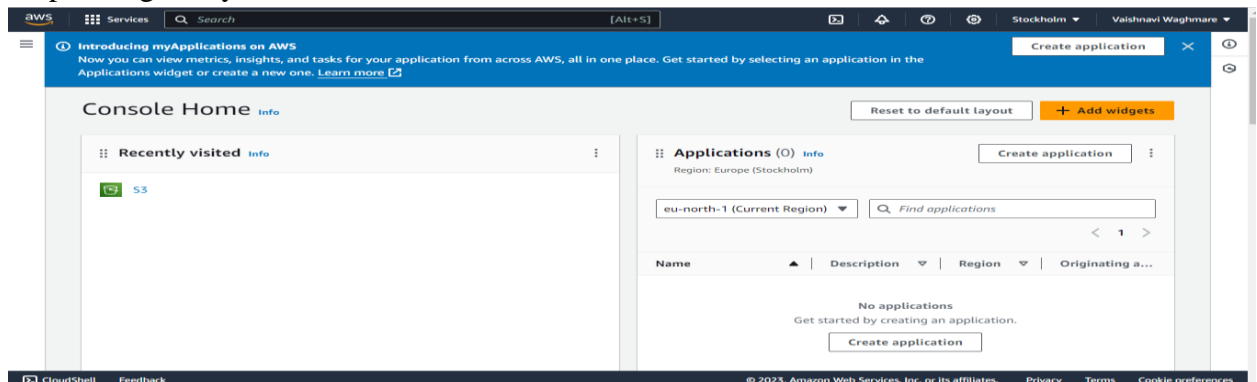 aws Services Search [Alt+S] Stockholm Vaishnavi Waghmare
Introducing myApplications on AWS
Now you can view metrics, insights, and tasks for your application from across AWS, all in one place. Get started by selecting an application in the
Applications widget or create a new one. Learn more
Create application
Console Home Info
Reset to default layout
+ Add widgets
Recently visited Info
S3
Applications (0) Info
Region: Europe (Stockholm)
Create application
eu-north-1 (Current Region)
Find applications
< 1 >
Name Description Region Originating a...
No applications
Get started by creating an application.
Create application
CloudShell Feedback © 2023, Amazon Web Services, Inc. or its affiliates. Privacy Terms Cookie preferences